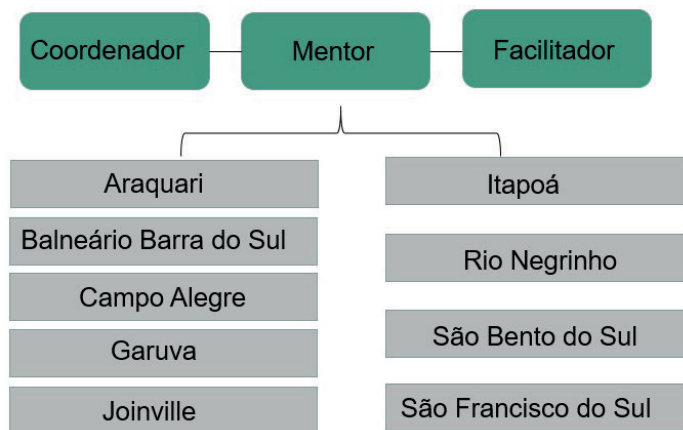 Coordenador
Mentor
Facilitador
Araquari
Balneário Barra do Sul
Campo Alegre
Garuva
Joinville
Itapoá
Rio Negrinho
São Bento do Sul
São Francisco do Sul